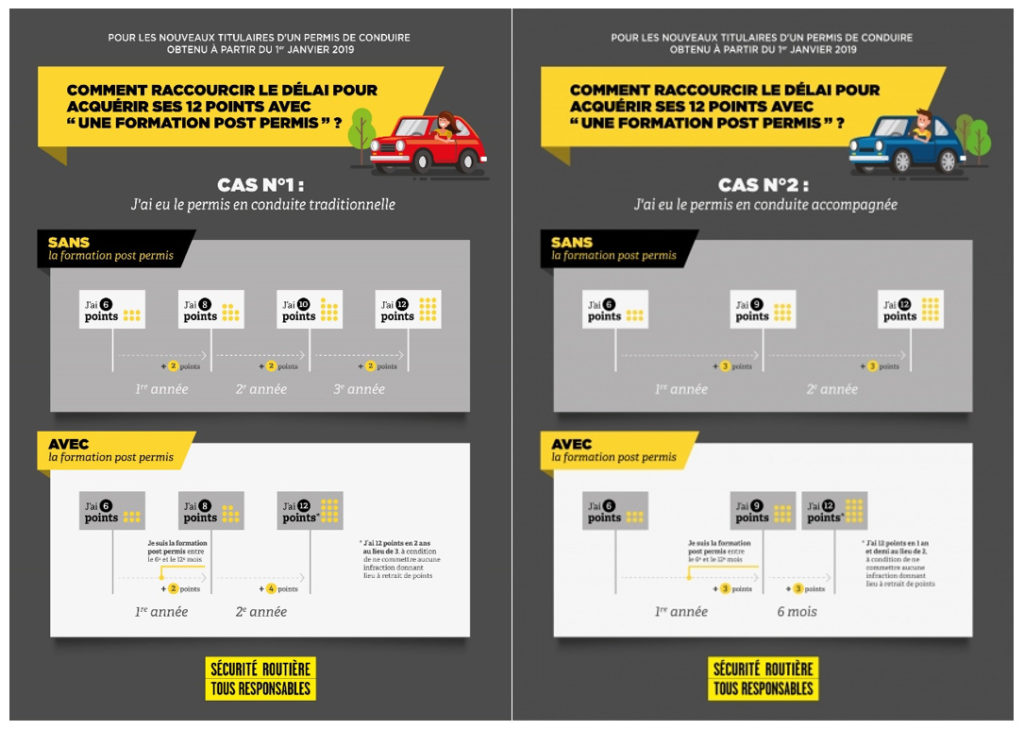 POUR LES NOUVEAUX TITULAIRES D'UN PERMIS DE CONDUIRE
OBTENU À PARTIR DU 1er JANVIER 2019
COMMENT RACCOURCIR LE DÉLAI POUR
ACQUÉRIR SES 12 POINTS AVEC
“ UNE FORMATION POST PERMIS ” ?
CAS N°1 :
J'ai eu le permis en conduite traditionnelle
SANS
la formation post permis
J'ai 6 points
J'ai 8 points
J'ai 10 points
J'ai 12 points
+ 2 points
+ 2 points
+ 2 points
1re année
2e année
3e année
AVEC
la formation post permis
J'ai 6 points
J'ai 8 points
J'ai 12 points*
Je suis la formation
post permis entre
le 6e et le 12e mois
* J'ai 12 points en 2 ans
au lieu de 3, à condition
de ne commettre aucune
infraction donnant
lieu à retrait de points
+ 2 points
+ 4 points
1re année
2e année
SÉCURITÉ ROUTIÈRE
TOUS RESPONSABLES
POUR LES NOUVEAUX TITULAIRES D'UN PERMIS DE CONDUIRE
OBTENU À PARTIR DU 1er JANVIER 2019
COMMENT RACCOURCIR LE DÉLAI POUR
ACQUÉRIR SES 12 POINTS AVEC
“ UNE FORMATION POST PERMIS ” ?
CAS N°2 :
J'ai eu le permis en conduite accompagnée
SANS
la formation post permis
J'ai 6 points
J'ai 9 points
J'ai 12 points
+ 3 points
+ 3 points
1re année
2e année
AVEC
la formation post permis
J'ai 6 points
J'ai 9 points
J'ai 12 points*
Je suis la formation
post permis entre
le 6e et le 12e mois
* J'ai 12 points en 1 an
et demi au lieu de 2,
à condition de ne
commettre aucune
infraction donnant
lieu à retrait de points
+ 3 points
+ 3 points
1re année
6 mois
SÉCURITÉ ROUTIÈRE
TOUS RESPONSABLES